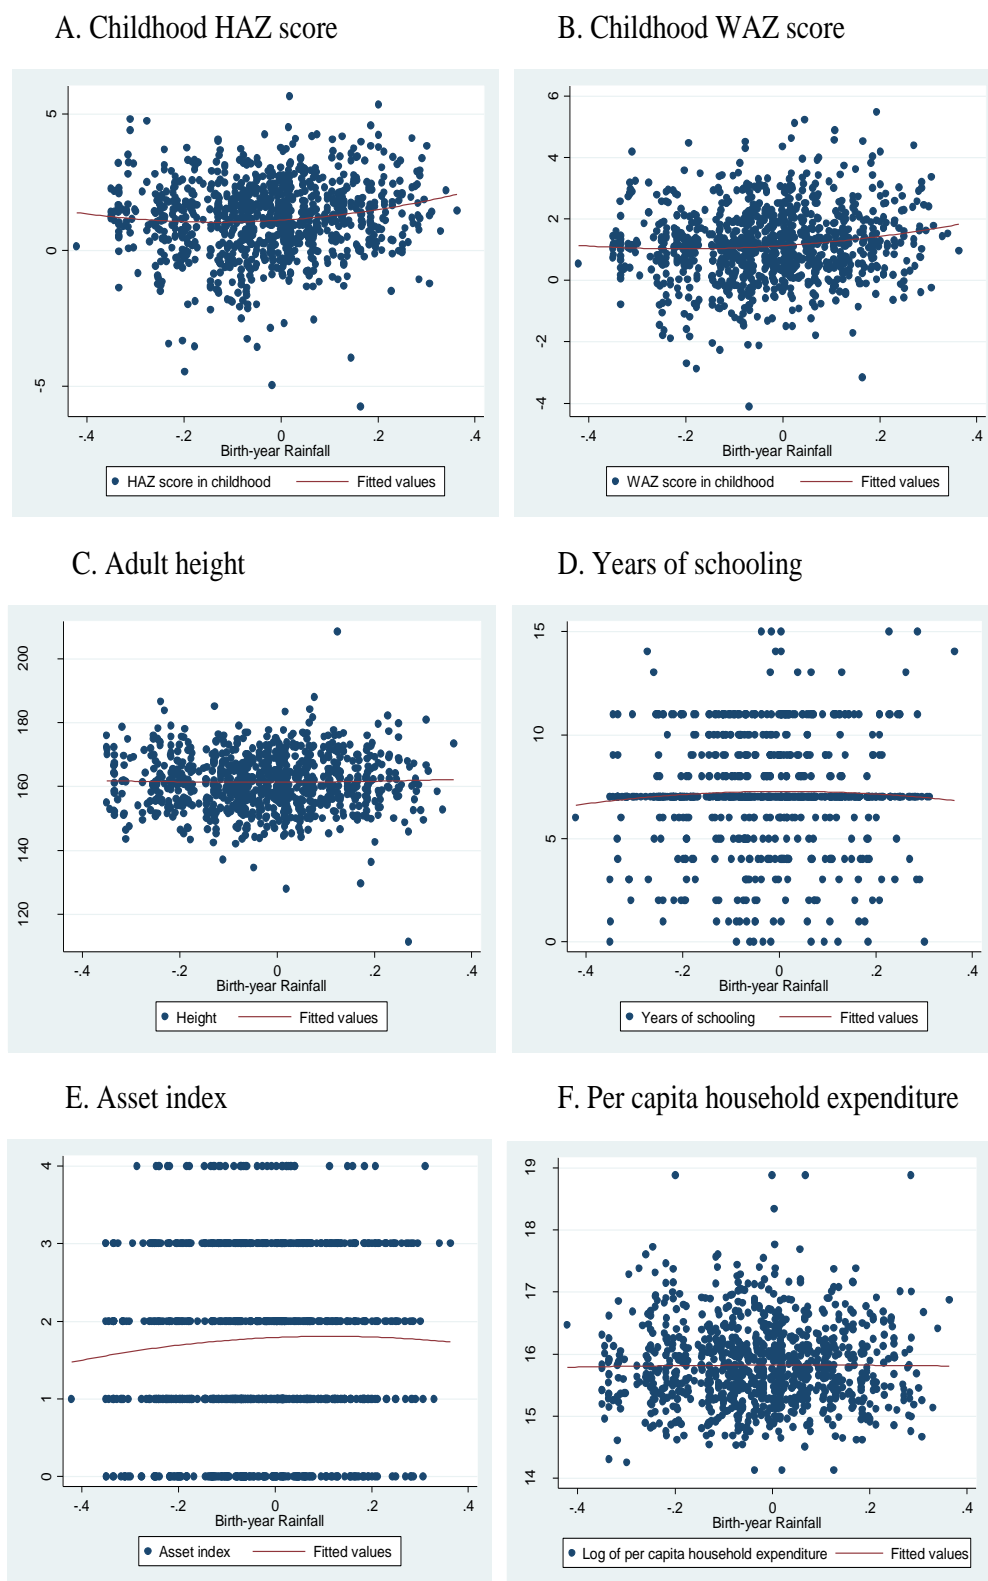 A. Childhood HAZ score
B. Childhood WAZ score
5
0
-5
-.4 -.2 0 .2 .4
Birth-year Rainfall
HAZ score in childhood Fitted values
6
4
2
0
-2
-4
-.4 -.2 0 .2 .4
Birth-year Rainfall
WAZ score in childhood Fitted values
C. Adult height
D. Years of schooling
200
180
160
140
120
-.4 -.2 0 .2 .4
Birth-year Rainfall
Height Fitted values
15
10
5
0
-.4 -.2 0 .2 .4
Birth-year Rainfall
Years of schooling Fitted values
E. Asset index
F. Per capita household expenditure
4
3
2
1
0
-.4 -.2 0 .2 .4
Birth-year Rainfall
Asset index Fitted values
19
18
17
16
15
14
-.4 -.2 0 .2 .4
Birth-year Rainfall
Log of per capita household expenditure Fitted values